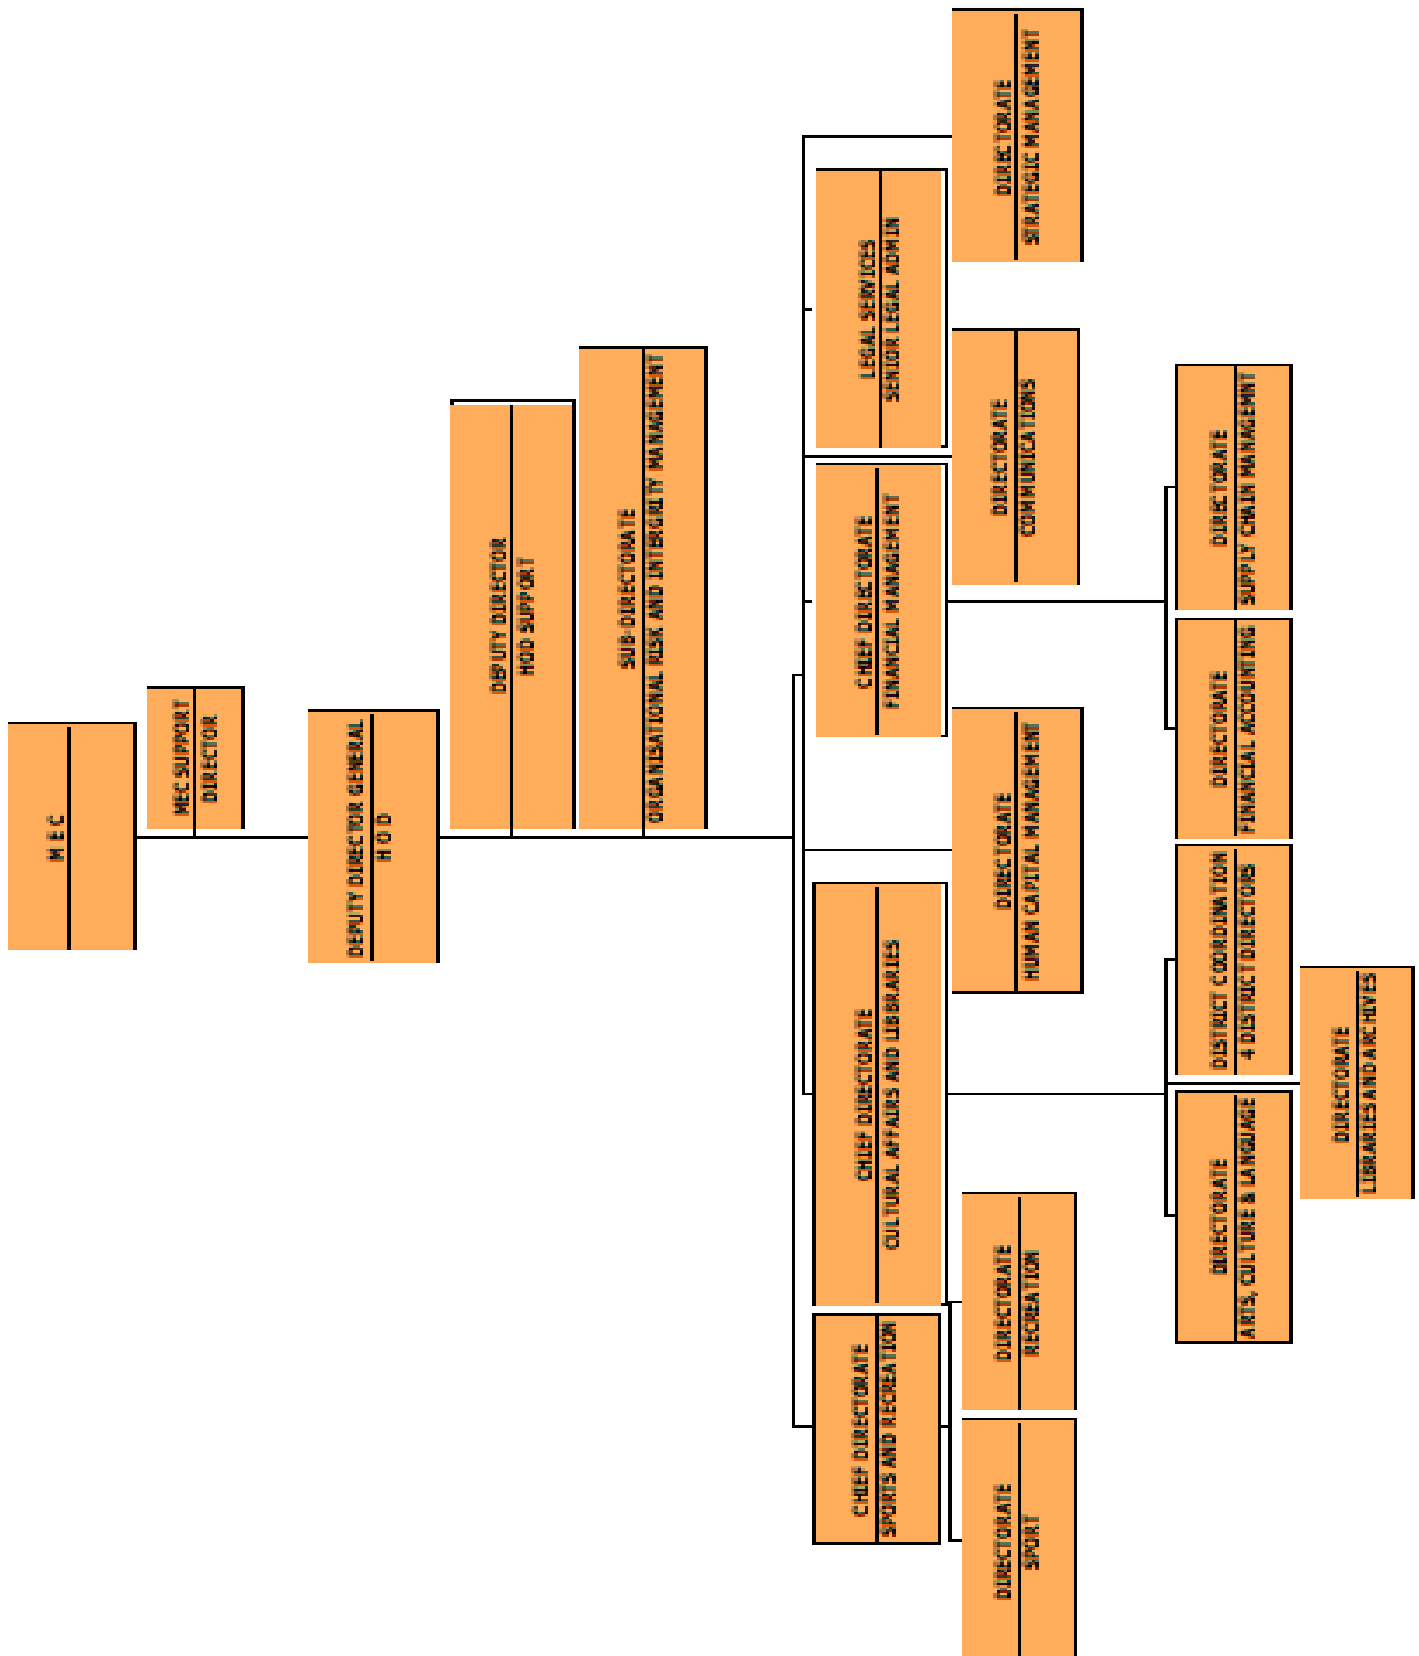 M E C
MEC SUPPORT
DIRECTOR
DEPUTY DIRECTOR GENERAL
H O D
DEPUTY DIRECTOR
HOD SUPPORT
SUB-DIRECTORATE
ORGANISATIONAL RISK AND INTERGRITY MANAGEMENT
CHIEF DIRECTORATE
SPORTS AND RECREATION
CHIEF DIRECTORATE
CULTURAL AFFAIRS AND LIBBRARIES
CHIEF DIRECTORATE
FINANCIAL MANAGEMENT
LEGAL SERVICES
SENIOR LEGAL ADMIN
DIRECTORATE
SPORT
DIRECTORATE
RECREATION
DIRECTORATE
HUMAN CAPITAL MANAGEMENT
DIRECTORATE
COMMUNICATIONS
DIRECTORATE
STRATEGIC MANAGEMENT
DIRECTORATE
ARTS, CULTURE & LANGUAGE
DISTRICT COORDINATION
4 DISTRICT DIRECTORS
DIRECTORATE
FINANCIAL ACCOUNTING
DIRECTORATE
SUPPLY CHAIN MANAGEMNT
DIRECTORATE
LIBRARIES AND ARCHIVES